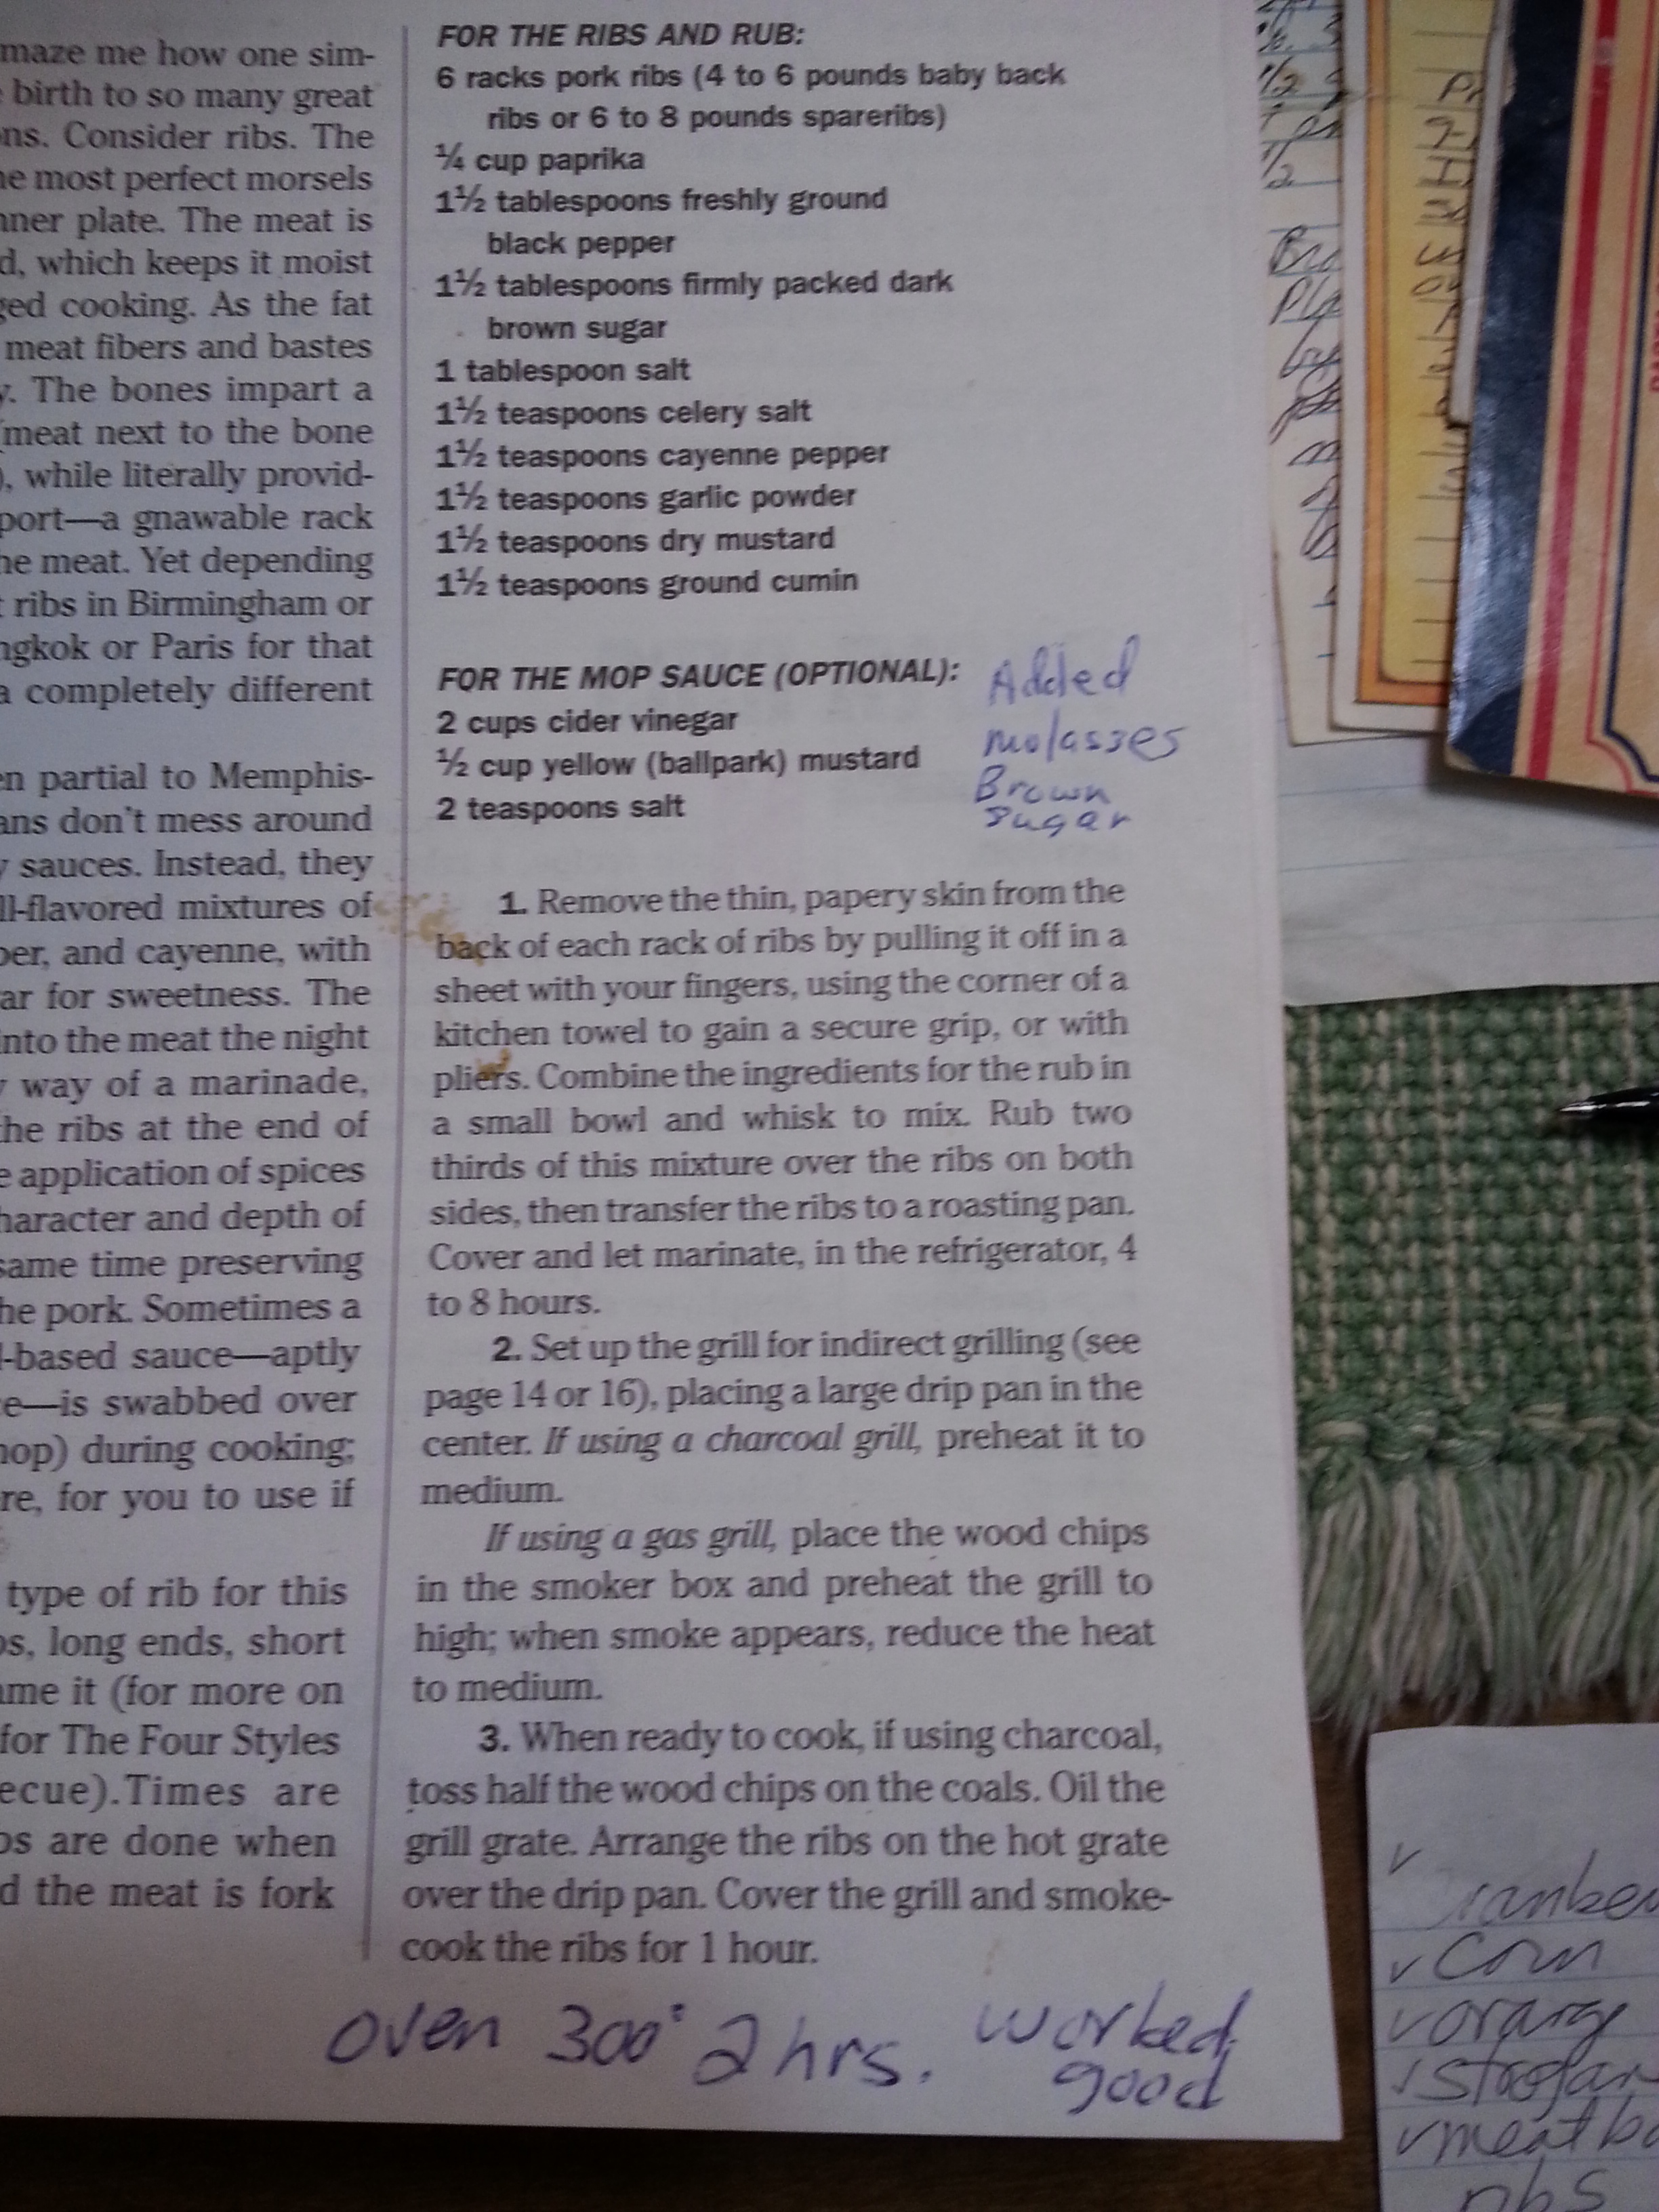 maze me how one sim-
birth to so many great
ns. Consider ribs. The
most perfect morsels
plate. The meat is
which keeps it moist
cooking. As the fat
meat fibers and bastes
The bones impart a
meat next to the bone
), while literally provid-
port—a gnawable rack
meat. Yet depending
ribs in Birmingham or
or Paris for that
a completely different
partial to Memphis-
don't mess around
sauces. Instead, they
ll-flavored mixtures of
and cayenne, with
for sweetness. The
into the meat the night
way of a marinade,
the ribs at the end of
application of spices
haracter and depth of
same time preserving
the pork. Sometimes a
-based sauce—aptly
—is swabbed over
mop) during cooking;
for you to use if
type of rib for this
long ends, short
it (for more on
for The Four Styles
ecue).Times are
are done when
d the meat is fork
FOR THE RIBS AND RUB:
6 racks pork ribs (4 to 6 pounds baby back
ribs or 6 to 8 pounds spareribs)
¼ cup paprika
1½ tablespoons freshly ground
black pepper
1½ tablespoons firmly packed dark
brown sugar
1 tablespoon salt
1½ teaspoons celery salt
1½ teaspoons cayenne pepper
1½ teaspoons garlic powder
1½ teaspoons dry mustard
1½ teaspoons ground cumin
FOR THE MOP SAUCE (OPTIONAL):
2 cups cider vinegar
½ cup yellow (ballpark) mustard
2 teaspoons salt
Added
molasses
Brown
sugar
1. Remove the thin, papery skin from the
back of each rack of ribs by pulling it off in a
sheet with your fingers, using the corner of a
kitchen towel to gain a secure grip, or with
pliers. Combine the ingredients for the rub in
a small bowl and whisk to mix. Rub two
thirds of this mixture over the ribs on both
sides, then transfer the ribs to a roasting pan.
Cover and let marinate, in the refrigerator, 4
to 8 hours.
2. Set up the grill for indirect grilling (see
page 14 or 16), placing a large drip pan in the
center. If using a charcoal grill, preheat it to
medium.
If using a gas grill, place the wood chips
in the smoker box and preheat the grill to
high; when smoke appears, reduce the heat
to medium.
3. When ready to cook, if using charcoal,
toss half the wood chips on the coals. Oil the
grill grate. Arrange the ribs on the hot grate
over the drip pan. Cover the grill and smoke-
cook the ribs for 1 hour.
oven 300° 2 hrs. worked
good
corn
ribs